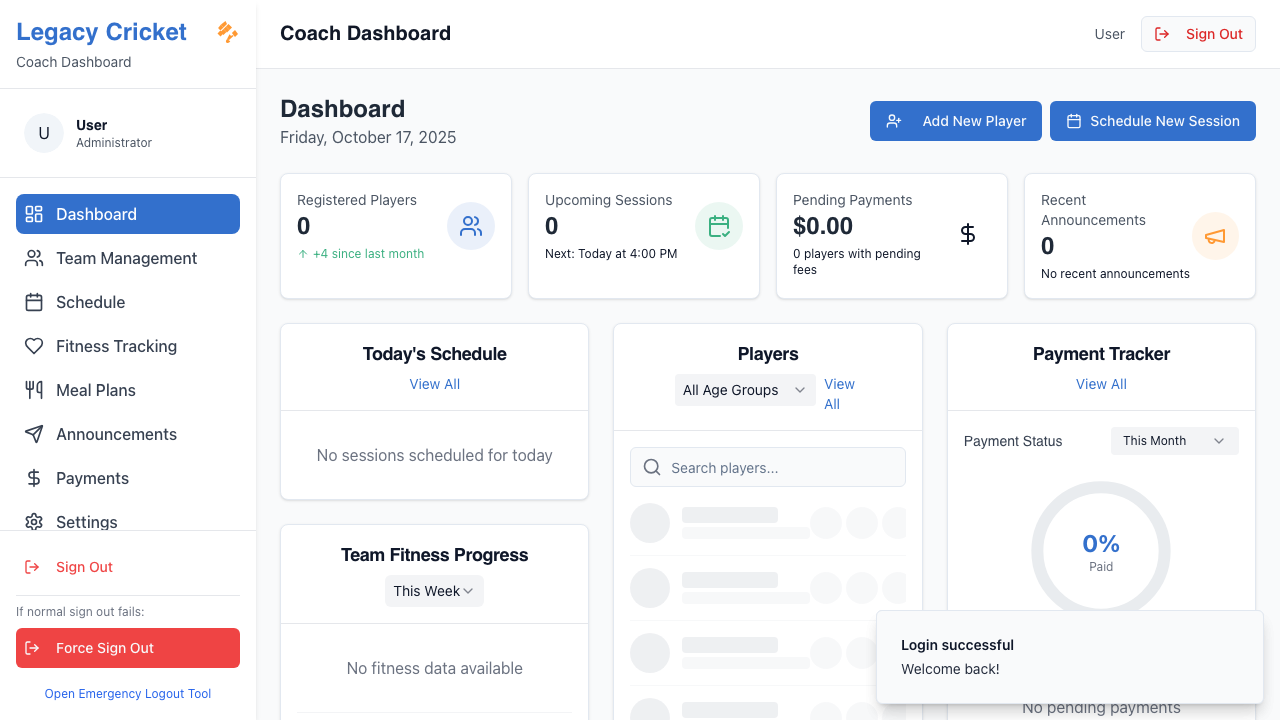 Legacy Cricket
Coach Dashboard
U
User
Administrator
Dashboard
Team Management
Schedule
Fitness Tracking
Meal Plans
Announcements
Payments
Settings
Sign Out
If normal sign out fails:
Force Sign Out
Open Emergency Logout Tool
Coach Dashboard
User
Sign Out
Dashboard
Friday, October 17, 2025
Add New Player
Schedule New Session
Registered Players
0
↑ +4 since last month
Upcoming Sessions
0
Next: Today at 4:00 PM
Pending Payments
$0.00
0 players with pending
fees
Recent
Announcements
0
No recent announcements
Today's Schedule
View All
No sessions scheduled for today
Team Fitness Progress
This Week
No fitness data available
Players
All Age Groups
View
All
Search players...
Payment Tracker
View All
Payment Status
This Month
0%
Paid
Login successful
Welcome back!
No pending payments